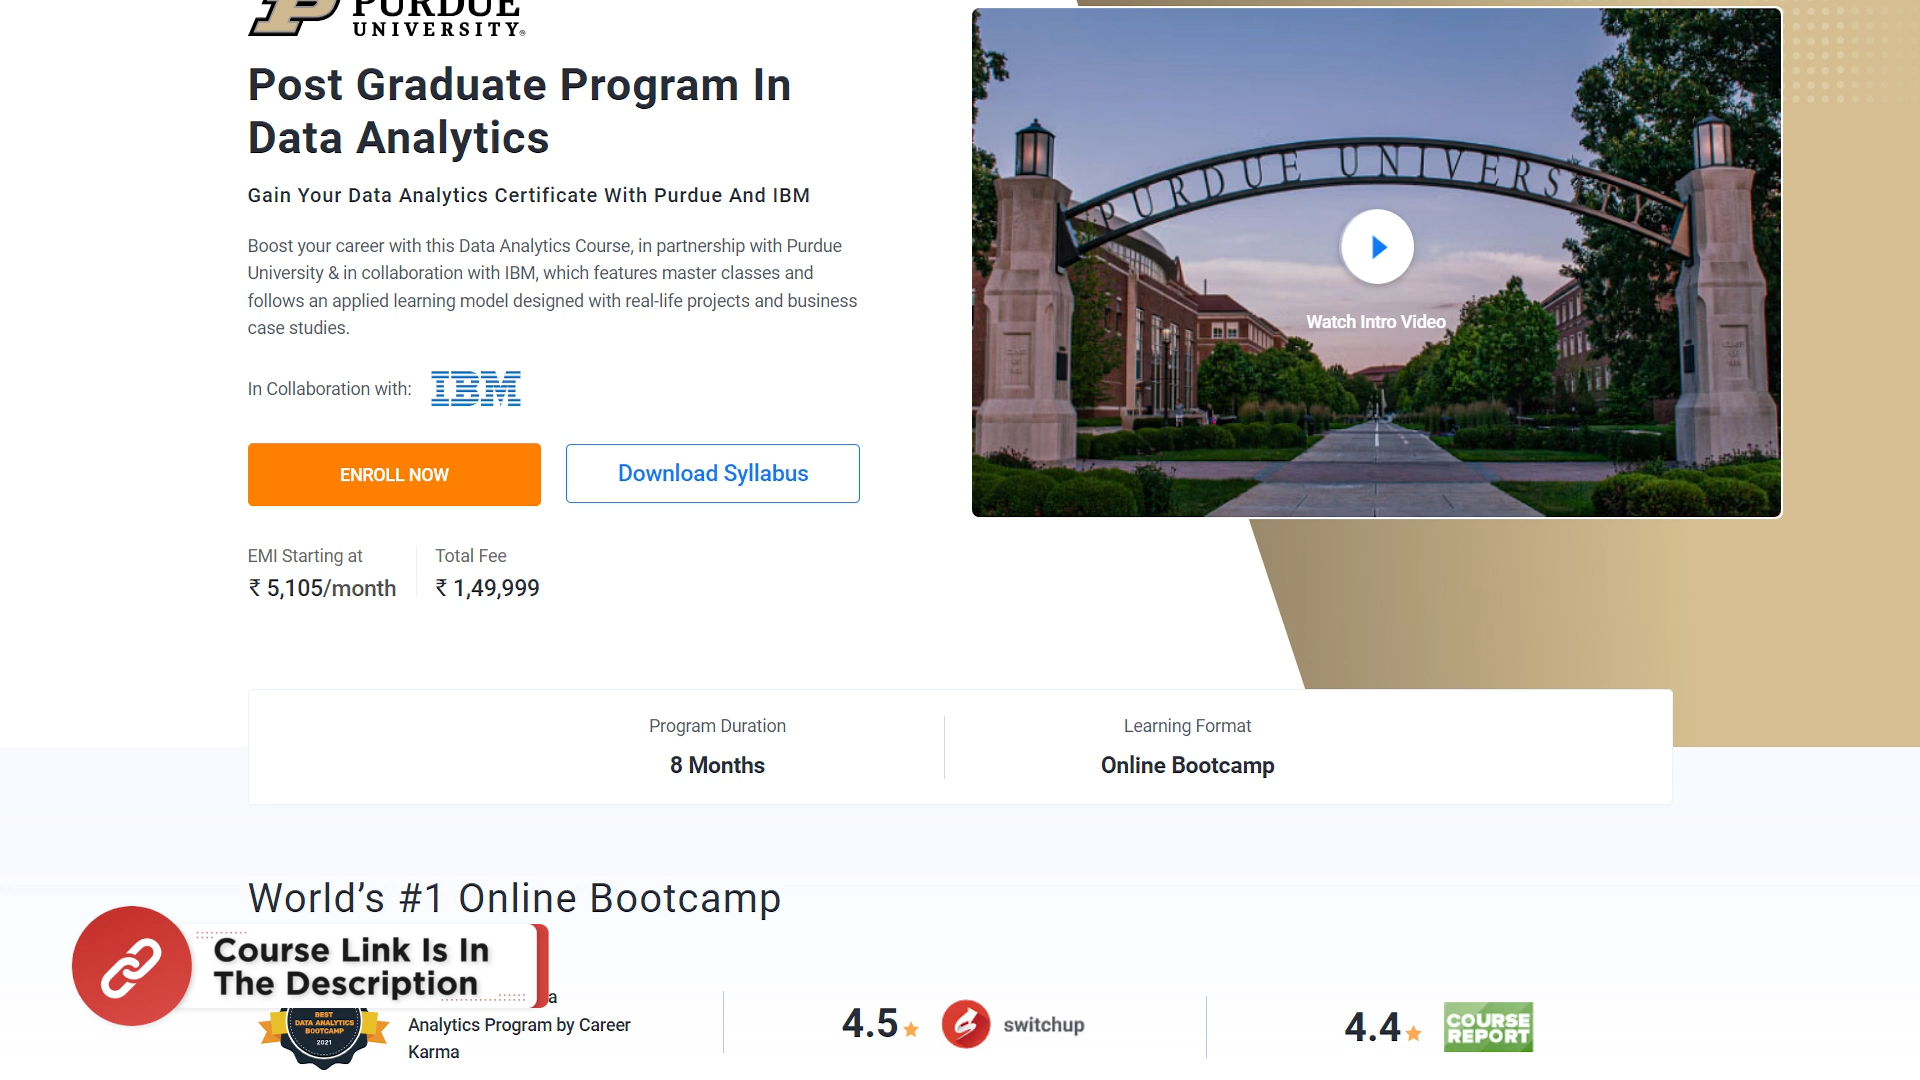 PURDUE
UNIVERSITY®
Post Graduate Program In
Data Analytics
Gain Your Data Analytics Certificate With Purdue And IBM
Boost your career with this Data Analytics Course, in partnership with Purdue
University & in collaboration with IBM, which features master classes and
follows an applied learning model designed with real-life projects and business
case studies.
In Collaboration with: IBM
ENROLL NOW
Download Syllabus
EMI Starting at
₹ 5,105/month
Total Fee
₹ 1,49,999
PURDUE UNIVERSITY
Watch Intro Video
Program Duration
8 Months
Learning Format
Online Bootcamp
World’s #1 Online Bootcamp
Course Link Is In
The Description
a
Analytics Program by Career
Karma
BEST
DATA ANALYTICS
BOOTCAMP
2021
4.5
switchup
4.4
COURSE
REPORT